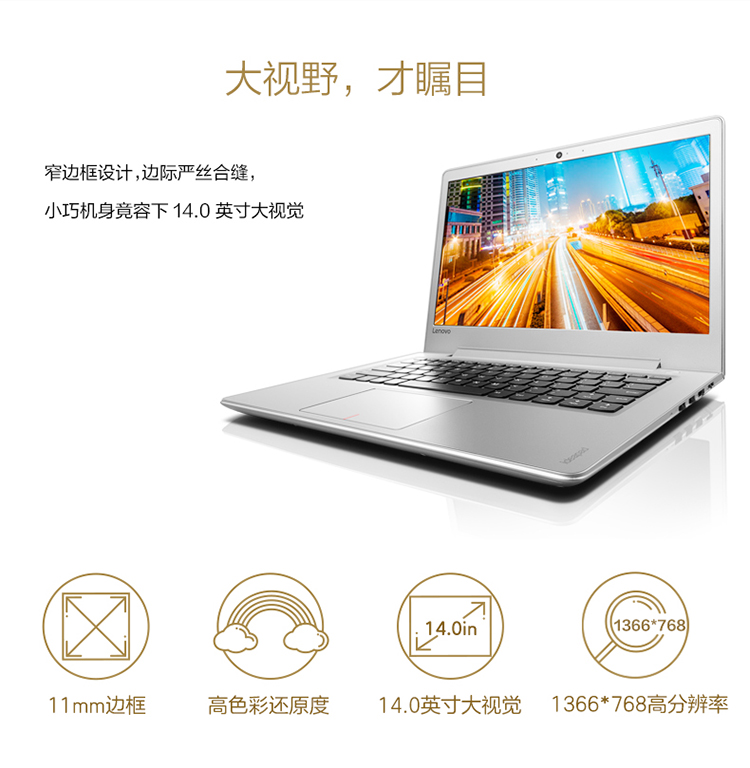 大视野，才瞩目
窄边框设计,边际严丝合缝，
小巧机身竟容下 14.0 英寸大视觉
Lenovo
14.0in
1366*768
11mm边框
高色彩还原度
14.0英寸大视觉
1366*768高分辨率